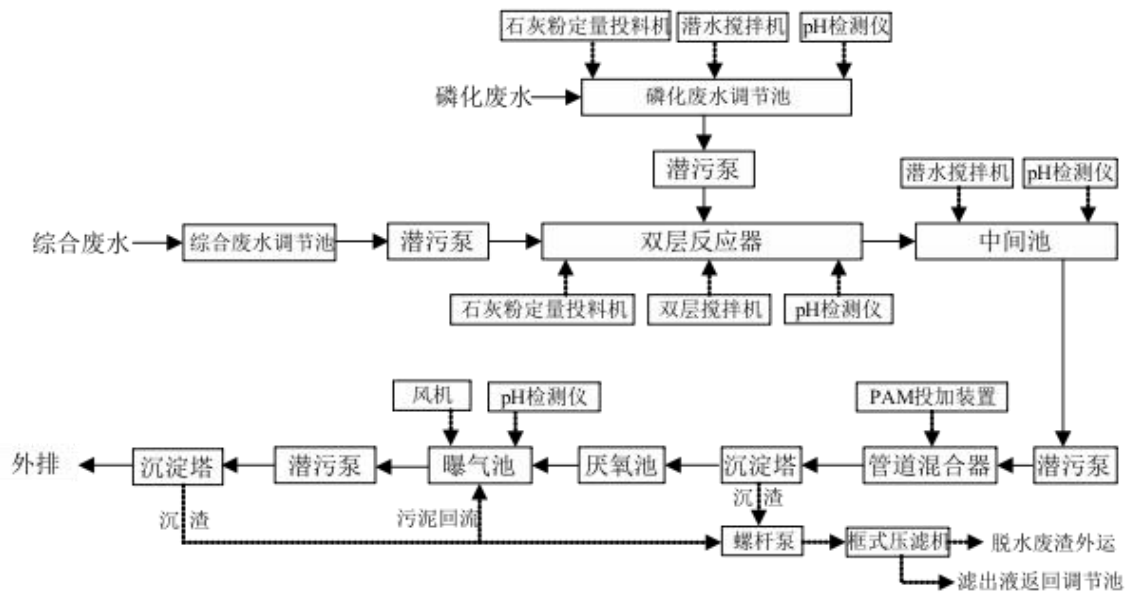 石灰粉定量投料机
潜水搅拌机
pH检测仪
磷化废水
磷化废水调节池
潜污泵
潜水搅拌机
pH检测仪
综合废水
综合废水调节池
潜污泵
双层反应器
中间池
石灰粉定量投料机
双层搅拌机
pH检测仪
风机
pH检测仪
PAM投加装置
外排
沉淀塔
潜污泵
曝气池
厌氧池
沉淀塔
管道混合器
潜污泵
沉渣
污泥回流
沉渣
螺杆泵
框式压滤机
脱水废渣外运
滤出液返回调节池